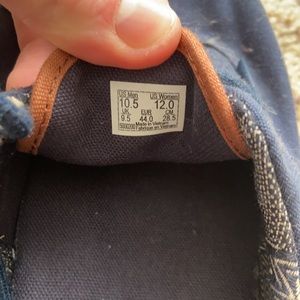 US Men US Women
10.5 12.0
UK EUR CM
9.5 44.0 28.5
Made in Vietnam
Fabriqué en Vietnam